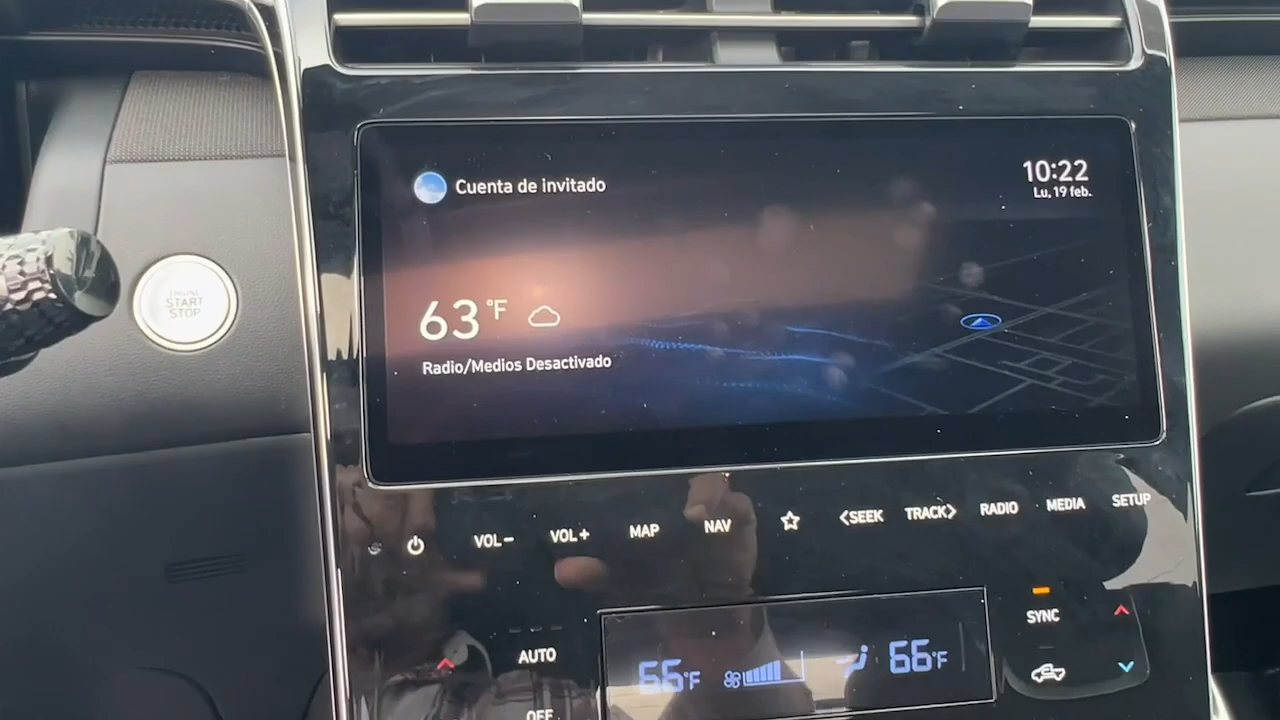 Cuenta de invitado
10:22
Lu, 19 feb.
63 °F
Radio/Medios Desactivado
ENGINE
START
STOP
VOL−
VOL+
MAP
NAV
<SEEK
TRACK>
RADIO
MEDIA
SETUP
AUTO
OFF
66°F
66°F
SYNC